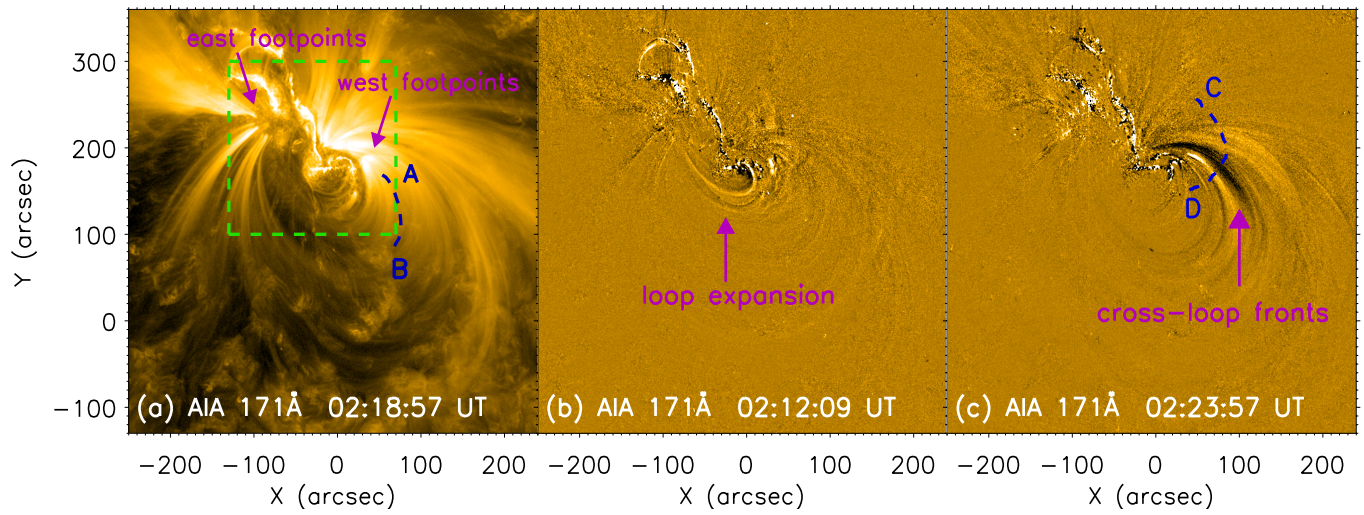 east footpoints
west footpoints
A
B
(a) AIA 171Å 02:18:57 UT
loop expansion
(b) AIA 171Å 02:12:09 UT
C
D
cross-loop fronts
(c) AIA 171Å 02:23:57 UT
Y (arcsec)
300
200
100
0
-100
-200 -100 0 100 200
-200 -100 0 100 200
-200 -100 0 100 200
X (arcsec)
X (arcsec)
X (arcsec)